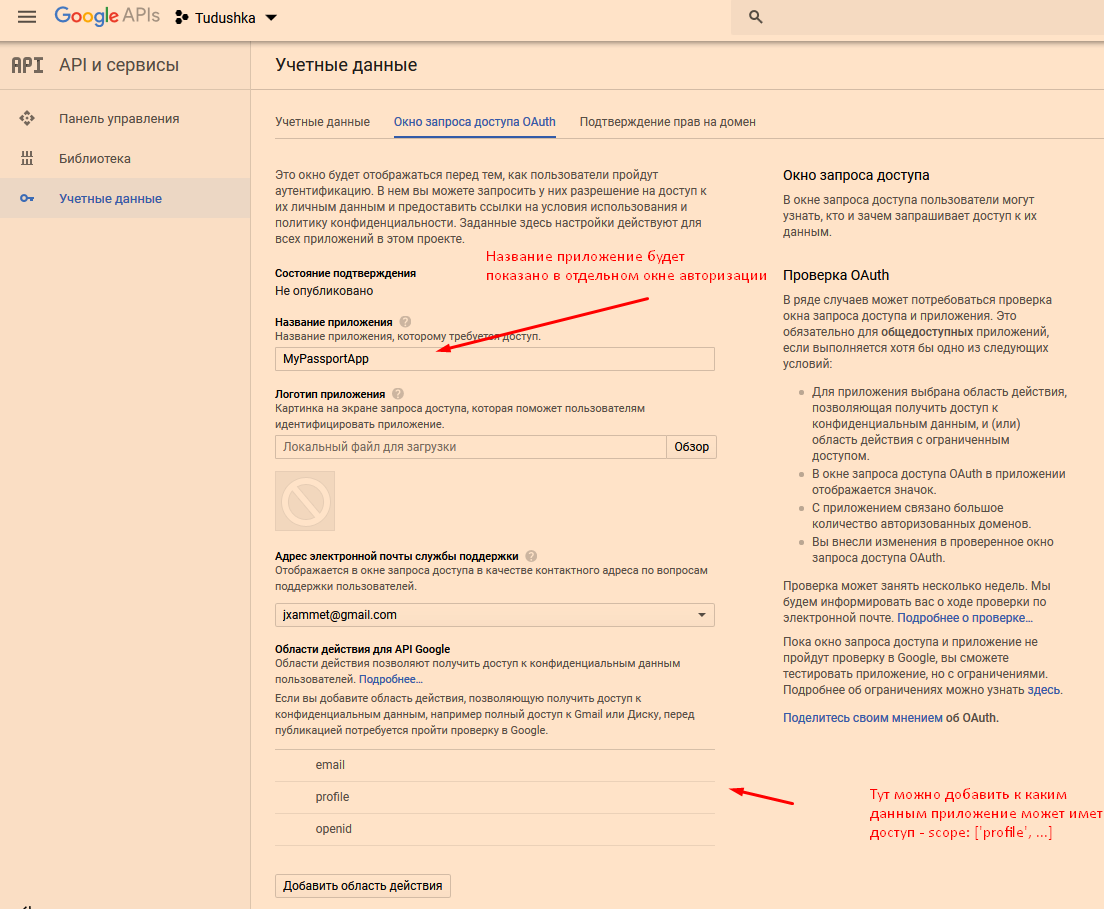 Google APIs
Tudushka
API
API и сервисы
Учетные данные
Панель управления
Библиотека
Учетные данные
Учетные данные
Окно запроса доступа OAuth
Подтверждение прав на домен
Это окно будет отображаться перед тем, как пользователи пройдут
аутентификацию. В нем вы можете запросить у них разрешение на доступ к
их личным данным и предоставить ссылки на условия использования и
политику конфиденциальности. Заданные здесь настройки действуют для
всех приложений в этом проекте.
Название приложение будет
показано в отдельном окне авторизации
Состояние подтверждения
Не опубликовано
Название приложения ?
Название приложения, которому требуется доступ.
MyPassportApp
Логотип приложения ?
Картинка на экране запроса доступа, которая поможет пользователям
идентифицировать приложение.
Локальный файл для загрузки
Обзор
Адрес электронной почты службы поддержки ?
Отображается в окне запроса доступа в качестве контактного адреса по вопросам
поддержки пользователей.
jxammet@gmail.com
Области действия для API Google
Области действия позволяют получить доступ к конфиденциальным данным
пользователей. Подробнее…
Если вы добавите область действия, позволяющую получить доступ к
конфиденциальным данным, например полный доступ к Gmail или Диску, перед
публикацией потребуется пройти проверку в Google.
email
profile
openid
Добавить область действия
Окно запроса доступа
В окне запроса доступа пользователи могут
узнать, кто и зачем запрашивает доступ к их
данным.
Проверка OAuth
В ряде случаев может потребоваться проверка
окна запроса доступа и приложения. Это
обязательно для общедоступных приложений,
если выполняется хотя бы одно из следующих
условий:
Для приложения выбрана область действия,
позволяющая получить доступ к
конфиденциальным данным, и (или)
область действия с ограниченным
доступом.
В окне запроса доступа OAuth в приложении
отображается значок.
С приложением связано большое
количество авторизованных доменов.
Вы внесли изменения в проверенное окно
запроса доступа OAuth.
Проверка может занять несколько недель. Мы
будем информировать вас о ходе проверки по
электронной почте. Подробнее о проверке…
Пока окно запроса доступа и приложение не
пройдут проверку в Google, вы сможете
тестировать приложение, но с ограничениями.
Подробнее об ограничениях можно узнать здесь.
Поделитесь своим мнением об OAuth.
Тут можно добавить к каким
данным приложение может имет
доступ - scope: ['profile', ...]